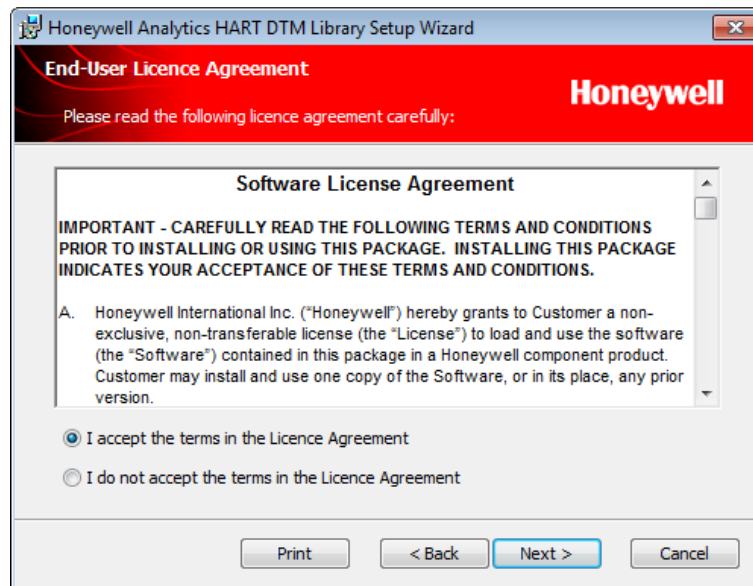 Honeywell Analytics HART DTM Library Setup Wizard
End-User Licence Agreement
Honeywell
Please read the following licence agreement carefully:
Software License Agreement
IMPORTANT - CAREFULLY READ THE FOLLOWING TERMS AND CONDITIONS
PRIOR TO INSTALLING OR USING THIS PACKAGE. INSTALLING THIS PACKAGE
INDICATES YOUR ACCEPTANCE OF THESE TERMS AND CONDITIONS.
A. Honeywell International Inc. (“Honeywell”) hereby grants to Customer a non-
exclusive, non-transferable license (the “License”) to load and use the software
(the “Software”) contained in this package in a Honeywell component product.
Customer may install and use one copy of the Software, or in its place, any prior
version.
I accept the terms in the Licence Agreement
I do not accept the terms in the Licence Agreement
Print < Back Next > Cancel